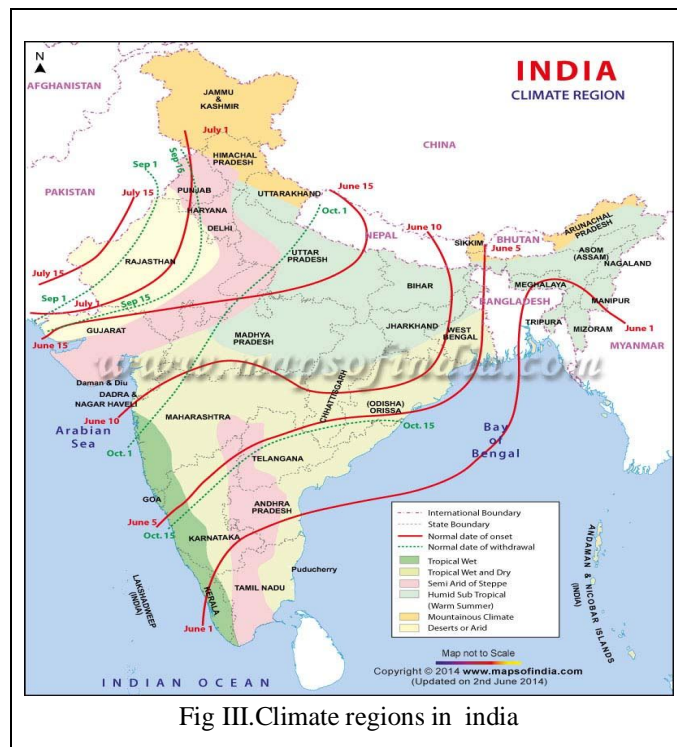 N
INDIA
CLIMATE REGION
AFGHANISTAN
JAMMU
&
KASHMIR
July 1
CHINA
HIMACHAL
PRADESH
Sep 15
Sep 1
PAKISTAN
July 15
PUNJAB
UTTARAKHAND
June 15
HARYANA
Oct. 1
DELHI
NEPAL
June 10
SIKKIM
June 5
BHUTAN
ARUNACHAL
PRADESH
ASOM
(ASSAM)
NAGALAND
RAJASTHAN
UTTAR
PRADESH
July 15
BIHAR
MEGHALAYA
BANGLADESH
MANIPUR
Sep 1
July 1
Sep 15
GUJARAT
June 15
JHARKHAND
WEST
BENGAL
TRIPURA
MIZORAM
June 1
MYANMAR
MADHYA
PRADESH
www.mapsofindia.com
Daman & Diu
DADRA &
NAGAR HAVELI
CHHATTISGARH
(ODISHA)
ORISSA
MAHARASHTRA
June 10
Arabian
Sea
Oct. 15
Bay
of
Bengal
Oct. 1
TELANGANA
GOA
ANDHRA
PRADESH
June 5
Oct. 15
KARNATAKA
International Boundary
State Boundary
Normal date of onset
Normal date of withdrawal
Tropical Wet
Tropical Wet and Dry
Semi Arid of Steppe
Humid Sub Tropical
(Warm Summer)
Mountainous Climate
Deserts or Arid
Puducherry
LAKSHADWEEP
(INDIA)
KERALA
TAMIL NADU
June 1
ANDAMAN & NICOBAR ISLANDS
(INDIA)
Map not to Scale
Copyright © 2014 www.mapsofindia.com
(Updated on 2nd June 2014)
INDIAN OCEAN
Fig III.Climate regions in india